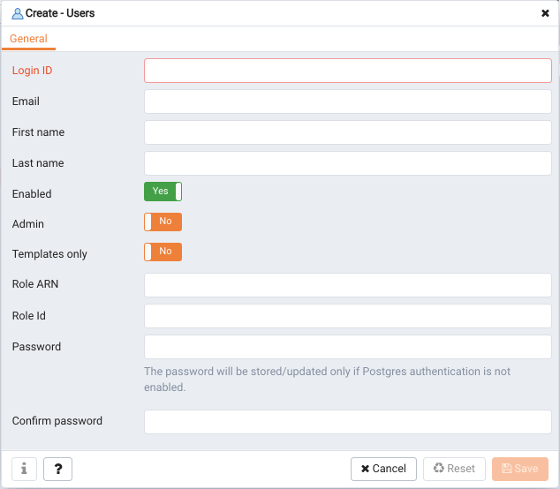 Create - Users
General
Login ID
Email
First name
Last name
Enabled Yes
Admin No
Templates only No
Role ARN
Role Id
Password
The password will be stored/updated only if Postgres authentication is not
enabled.
Confirm password
i ? Cancel Reset Save